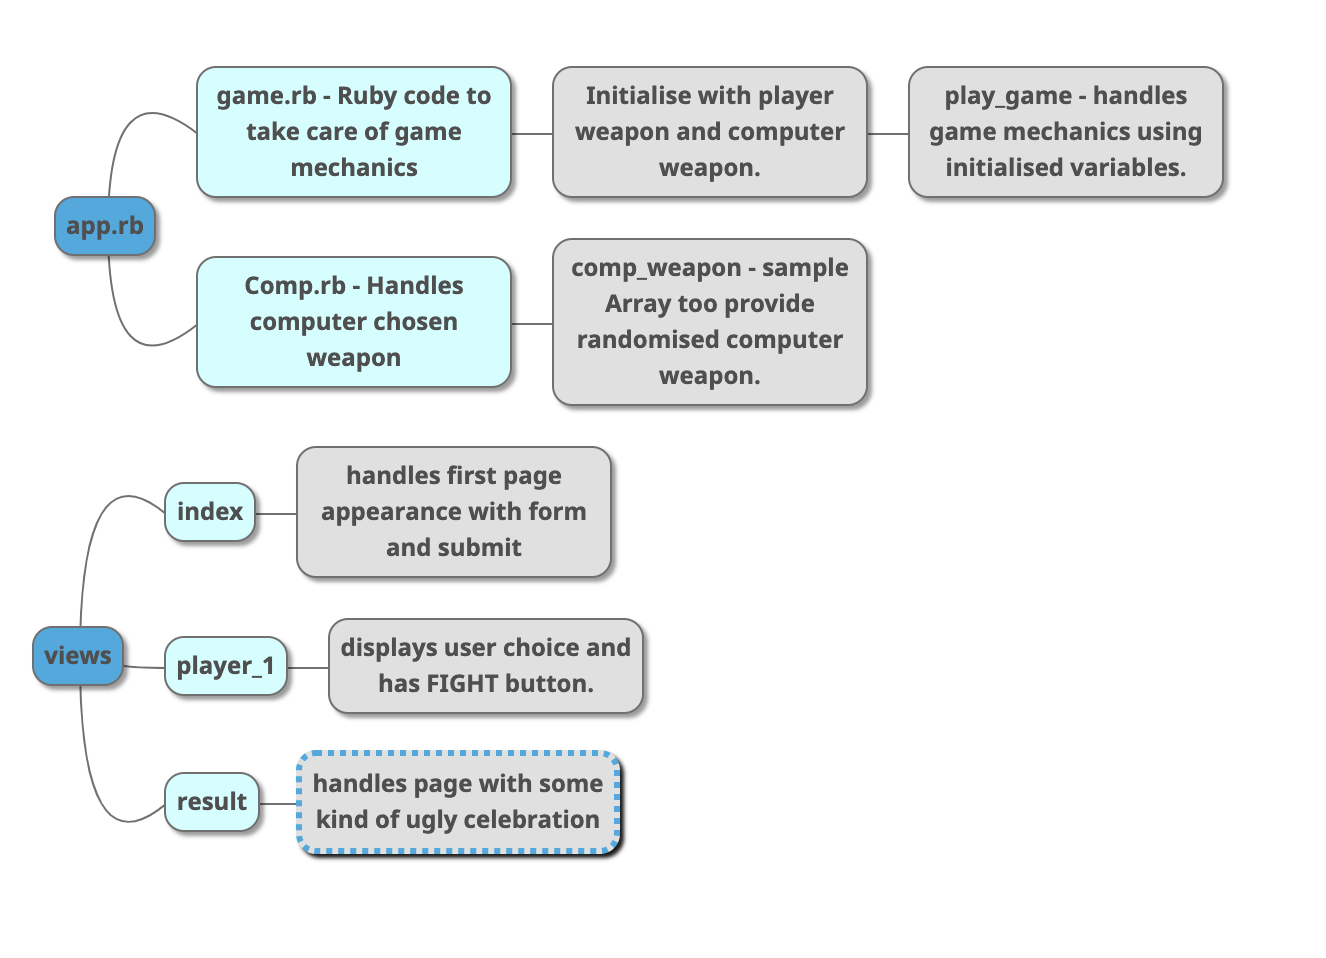 game.rb - Ruby code to
take care of game
mechanics
Initialise with player
weapon and computer
weapon.
play_game - handles
game mechanics using
initialised variables.
app.rb
Comp.rb - Handles
computer chosen
weapon
comp_weapon - sample
Array too provide
randomised computer
weapon.
index
handles first page
appearance with form
and submit
views
player_1
displays user choice and
has FIGHT button.
result
handles page with some
kind of ugly celebration